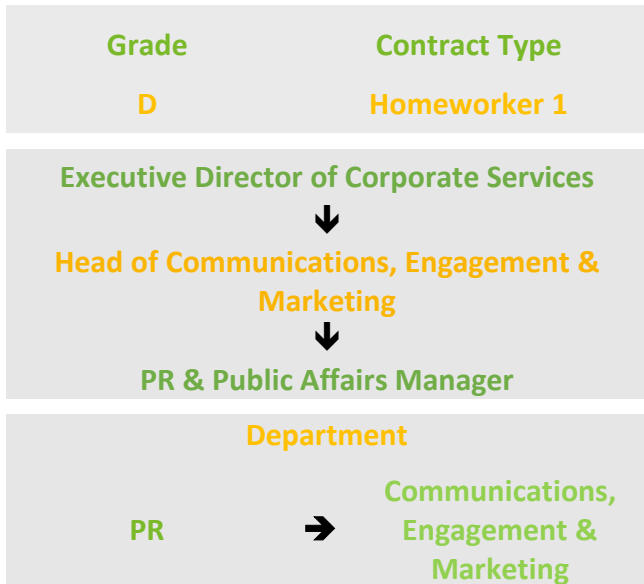 Grade Contract Type
D Homeworker 1
Executive Director of Corporate Services
Head of Communications, Engagement &
Marketing
PR & Public Affairs Manager
Department
Communications,
PR Engagement &
Marketing